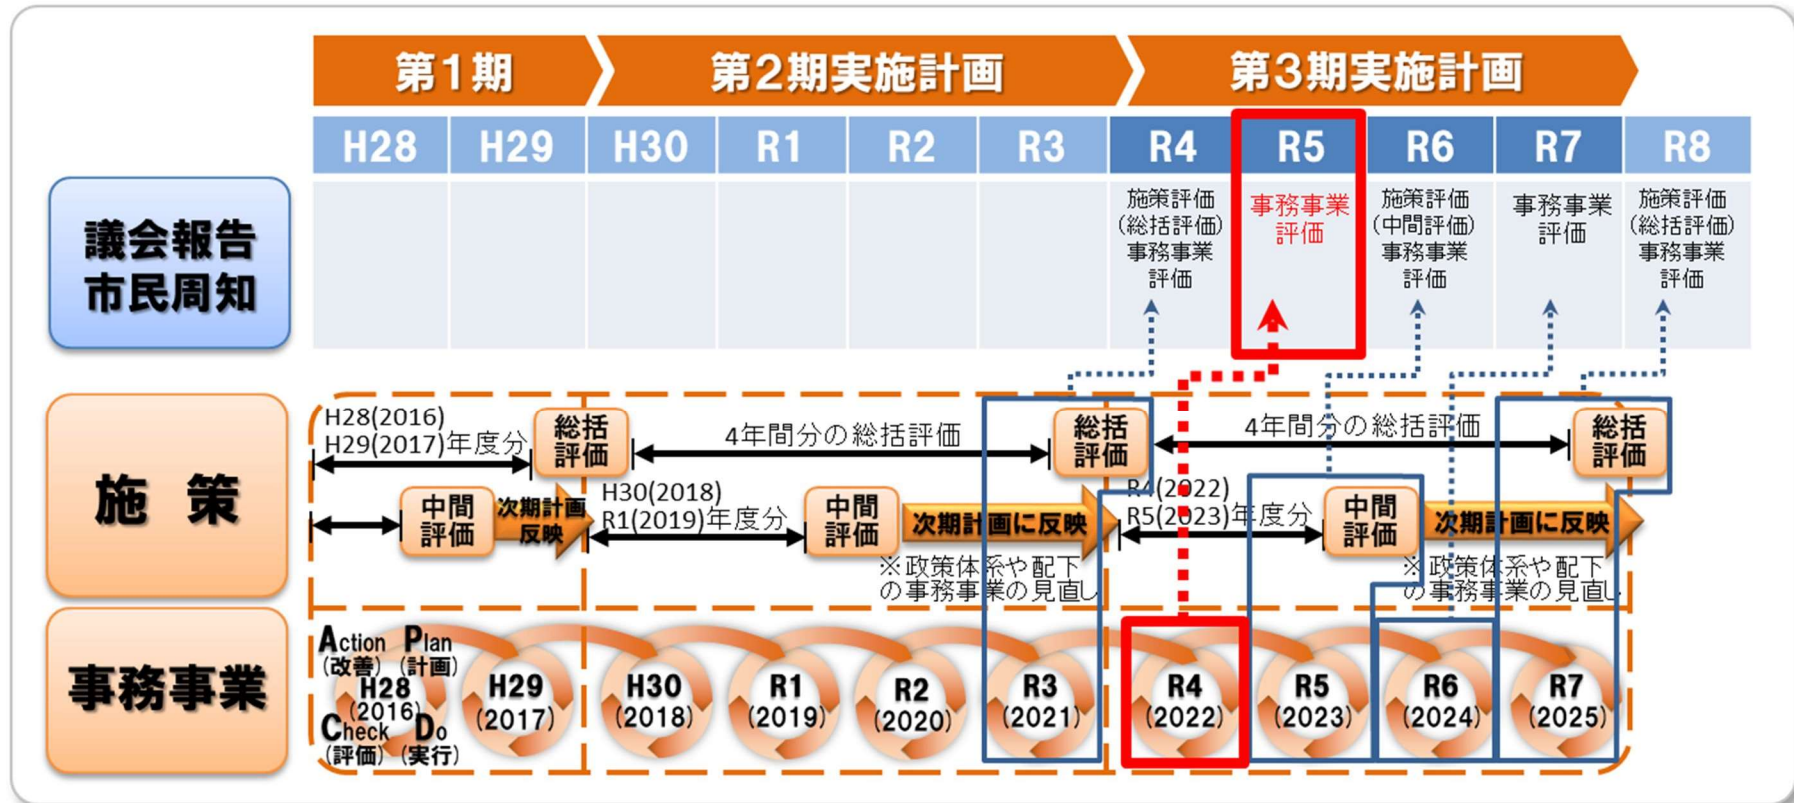 第1期
第2期実施計画
第3期実施計画
H28
H29
H30
R1
R2
R3
R4
R5
R6
R7
R8
議会報告
市民周知
施策評価
(総括評価)
事務事業
評価
事務事業
評価
施策評価
(中間評価)
事務事業
評価
事務事業
評価
施策評価
(総括評価)
事務事業
評価
施 策
H28(2016)
H29(2017)年度分
総括
評価
4年間分の総括評価
総括
評価
4年間分の総括評価
総括
評価
中間
評価
次期計画
反映
H30(2018)
R1(2019)年度分
中間
評価
次期計画に反映
※政策体系や配下
の事務事業の見直し
R4(2022)
R5(2023)年度分
中間
評価
次期計画に反映
※政策体系や配下
の事務事業の見直し
事務事業
Action Plan
(改善) (計画)
H28
(2016)
Check Do
(評価) (実行)
H29
(2017)
H30
(2018)
R1
(2019)
R2
(2020)
R3
(2021)
R4
(2022)
R5
(2023)
R6
(2024)
R7
(2025)